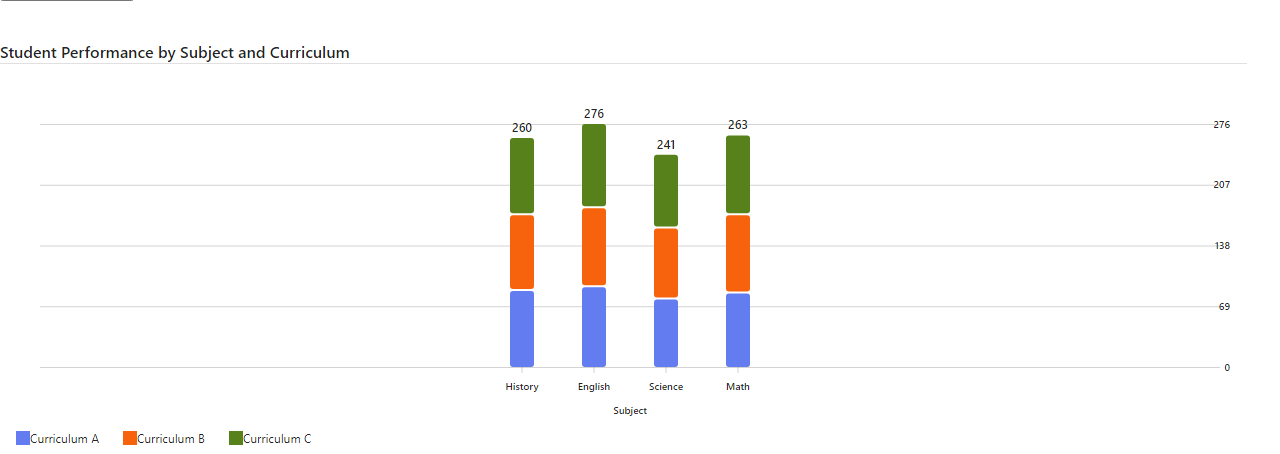 Student Performance by Subject and Curriculum
276
260
263
241
276
207
138
69
0
History English Science Math
Subject
Curriculum A Curriculum B Curriculum C